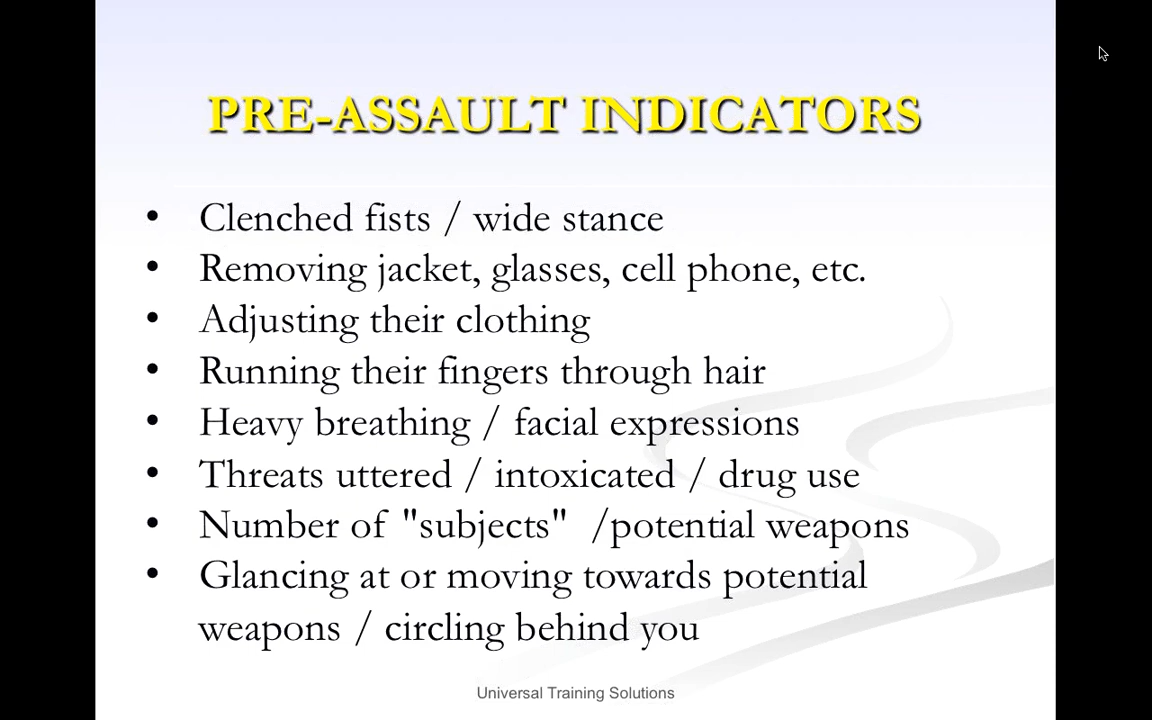 PRE-ASSAULT INDICATORS
• Clenched fists / wide stance
• Removing jacket, glasses, cell phone, etc.
• Adjusting their clothing
• Running their fingers through hair
• Heavy breathing / facial expressions
• Threats uttered / intoxicated / drug use
• Number of "subjects" /potential weapons
• Glancing at or moving towards potential
weapons / circling behind you
Universal Training Solutions